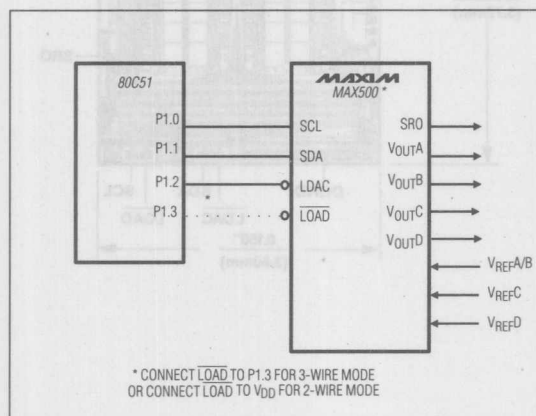 80C51
MAXIM
MAX500 *
P1.0
SCL
SRO
P1.1
SDA
VOUTA
P1.2
LDAC
VOUTB
P1.3
*
LOAD
VOUTC
VOUTD
VREFA/B
VREFC
VREFD
* CONNECT LOAD TO P1.3 FOR 3-WIRE MODE
OR CONNECT LOAD TO VDD FOR 2-WIRE MODE